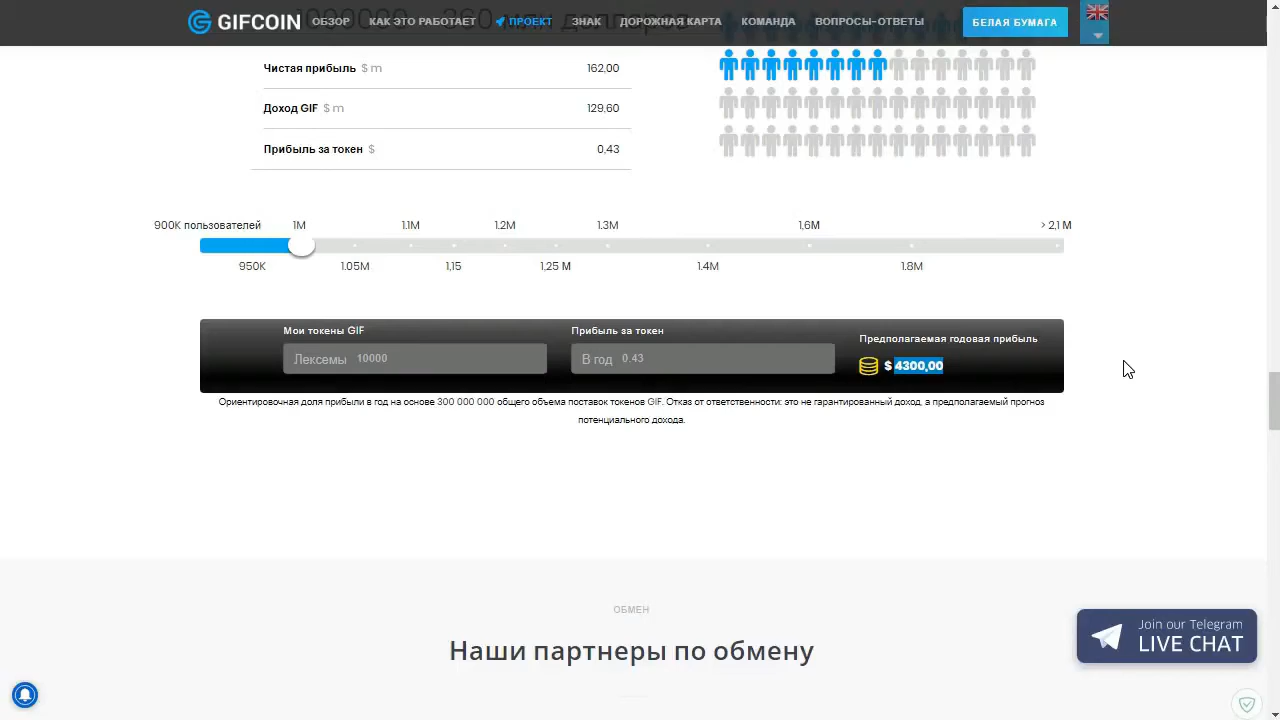 1000000 - 360 млн долларов
GIFCOIN ОБЗОР КАК ЭТО РАБОТАЕТ ПРОЕКТ ЗНАК ДОРОЖНАЯ КАРТА КОМАНДА ВОПРОСЫ-ОТВЕТЫ БЕЛАЯ БУМАГА
Чистая прибыль $ m 162,00
Доход GIF $ m 129,60
Прибыль за токен $ 0,43
900K пользователей 1M 1.1M 1.2M 1.3M 1,6M > 2,1 M
950K 1.05M 1,15 1,25 M 1.4M 1.8M
Мои токены GIF Прибыль за токен Предполагаемая годовая прибыль
Лексемы 10000 В год 0.43 $ 4300,00
Ориентировочная доля прибыли в год на основе 300 000 000 общего объема поставок токенов GIF. Отказ от ответственности: это не гарантированный доход, а предполагаемый прогноз
потенциального дохода.
ОБМЕН
Наши партнеры по обмену
Join our Telegram
LIVE CHAT